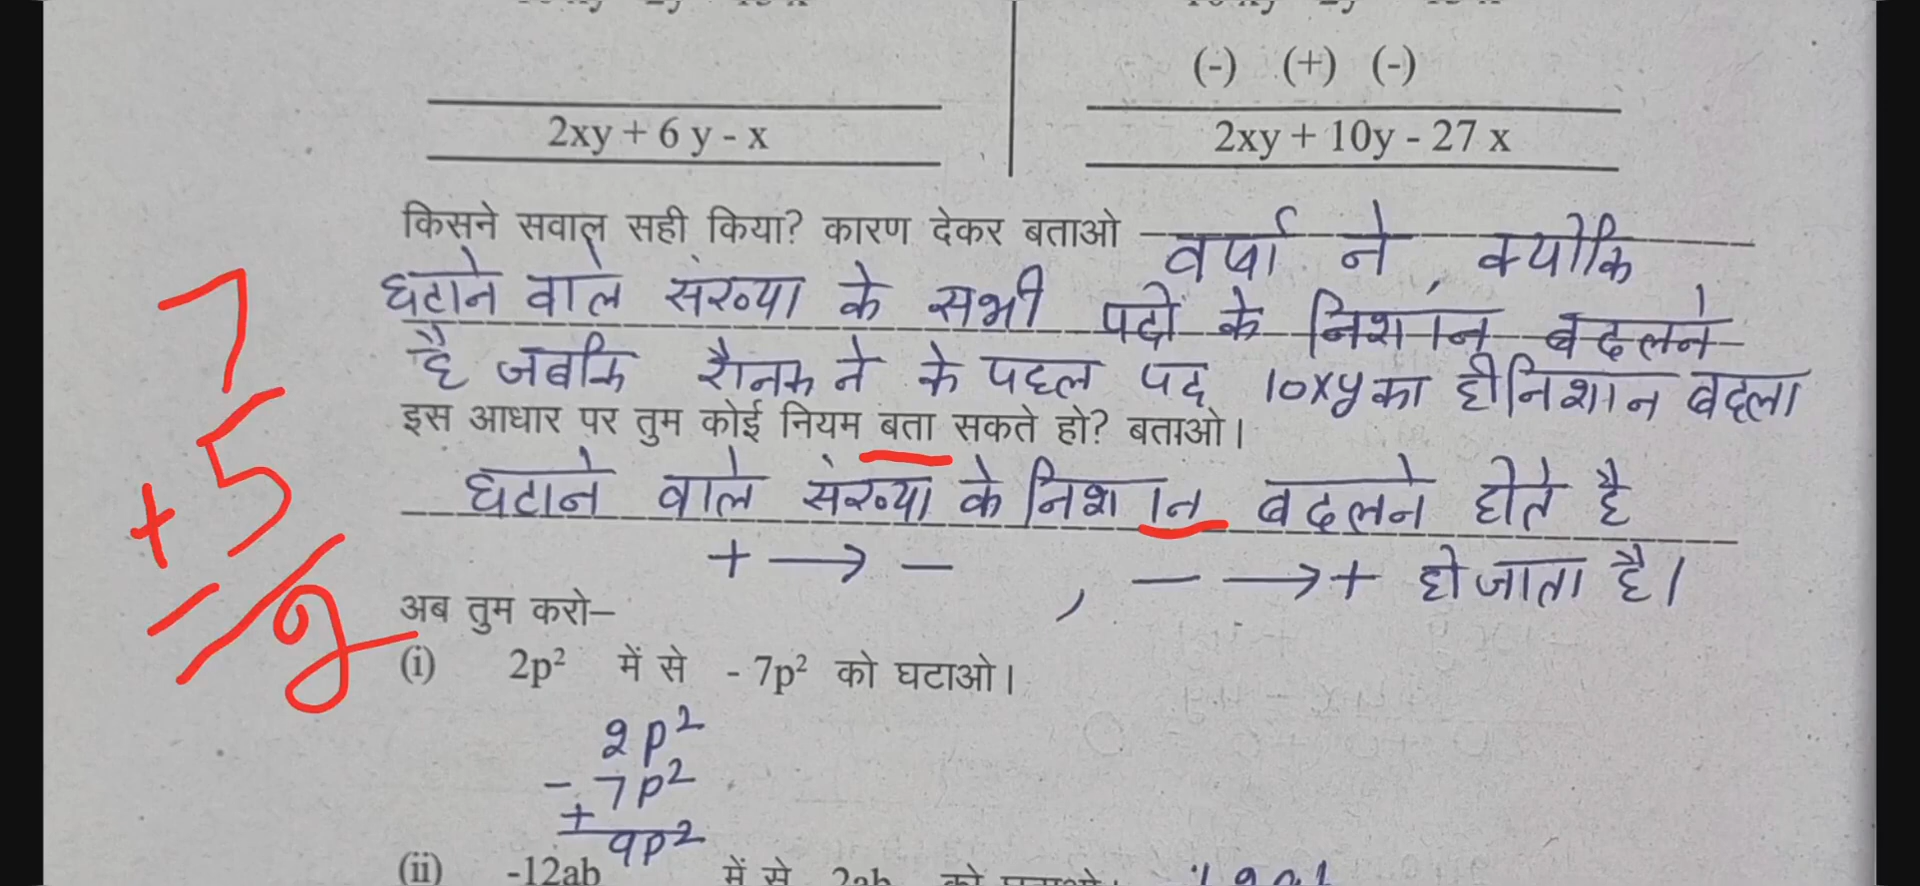 (-) (+) (-)
2xy + 6 y - x
2xy + 10y - 27 x
किसने सवाल सही किया? कारण देकर बताओ वर्षा ने, क्योकि
घटाने वाले संख्या के सभी पदो के निशान बदलने
है जबकि रौनक ने के पहल पद 10xy का ही निशान बदला
इस आधार पर तुम कोई नियम बता सकते हो? बताओ।
घटाने वाले संख्या के निशान बदलने होते है
+ → - , - → + हो जाता है।
अब तुम करो–
(i) 2p² में से - 7p² को घटाओ।
2p²
- 7p²
+
9p²
(ii) -12ab में से 2ab को घटाओ।
7
+ 5
=